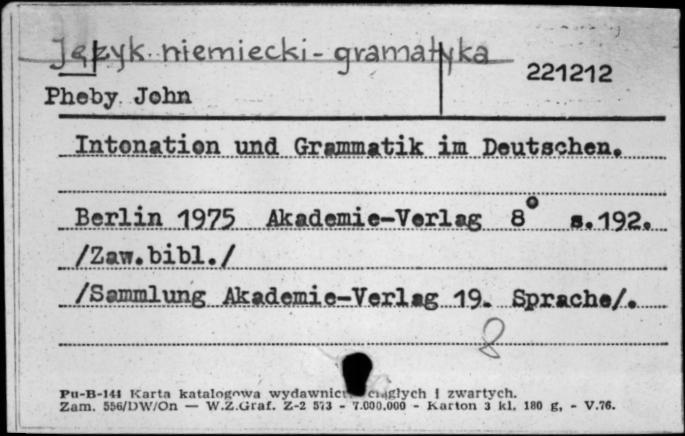 Język niemiecki - gramatyka
221212
Pheby John
Intonation und Grammatik im Deutschen.
Berlin 1975 Akademie-Verlag 8° s.192.
/Zaw.bibl./
/Sammlung Akademie-Verlag 19. Sprache/.
8
Pu-B-144 Karta katalogowa wydawnictw ciągłych i zwartych.
Zam. 556/DW/On — W.Z.Graf. Z-2 573 - 7.000.000 - Karton 3 kl. 180 g. - V.76.